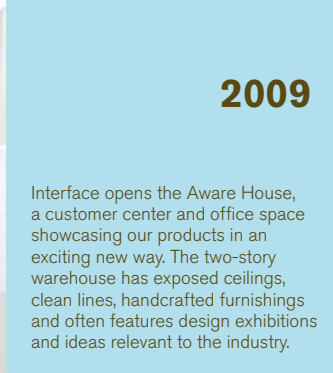 2009
Interface opens the Aware House,
a customer center and office space
showcasing our products in an
exciting new way. The two-story
warehouse has exposed ceilings,
clean lines, handcrafted furnishings
and often features design exhibitions
and ideas relevant to the industry.